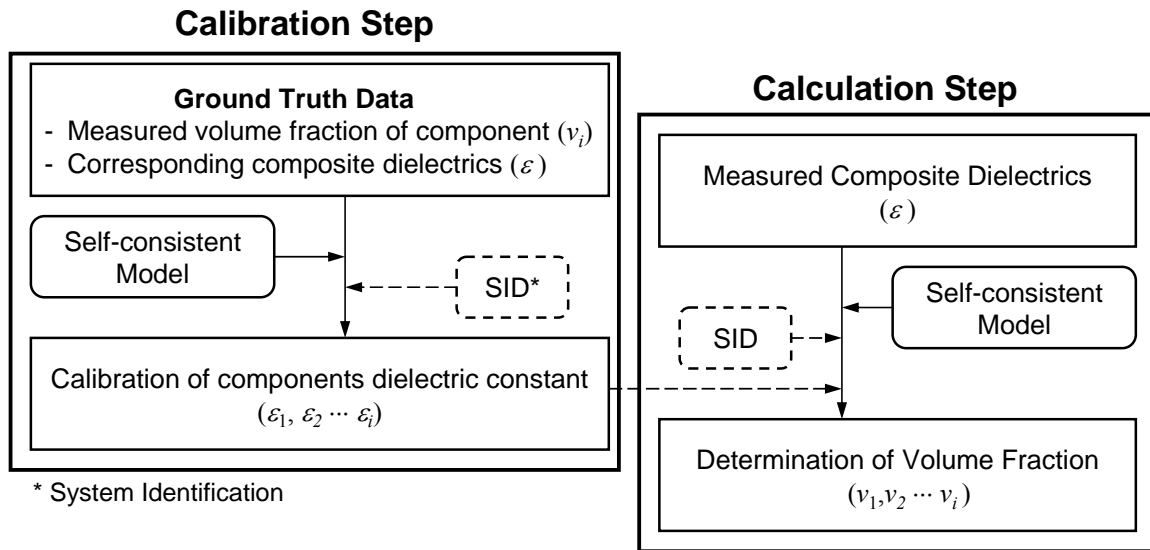 Calibration Step
Ground Truth Data
- Measured volume fraction of component (vᵢ)
- Corresponding composite dielectrics (ε)
Self-consistent
Model
SID*
Calibration of components dielectric constant
(ε₁, ε₂ ··· εᵢ)
* System Identification
Calculation Step
Measured Composite Dielectrics
(ε)
Self-consistent
Model
SID
Determination of Volume Fraction
(v₁,v₂ ··· vᵢ)